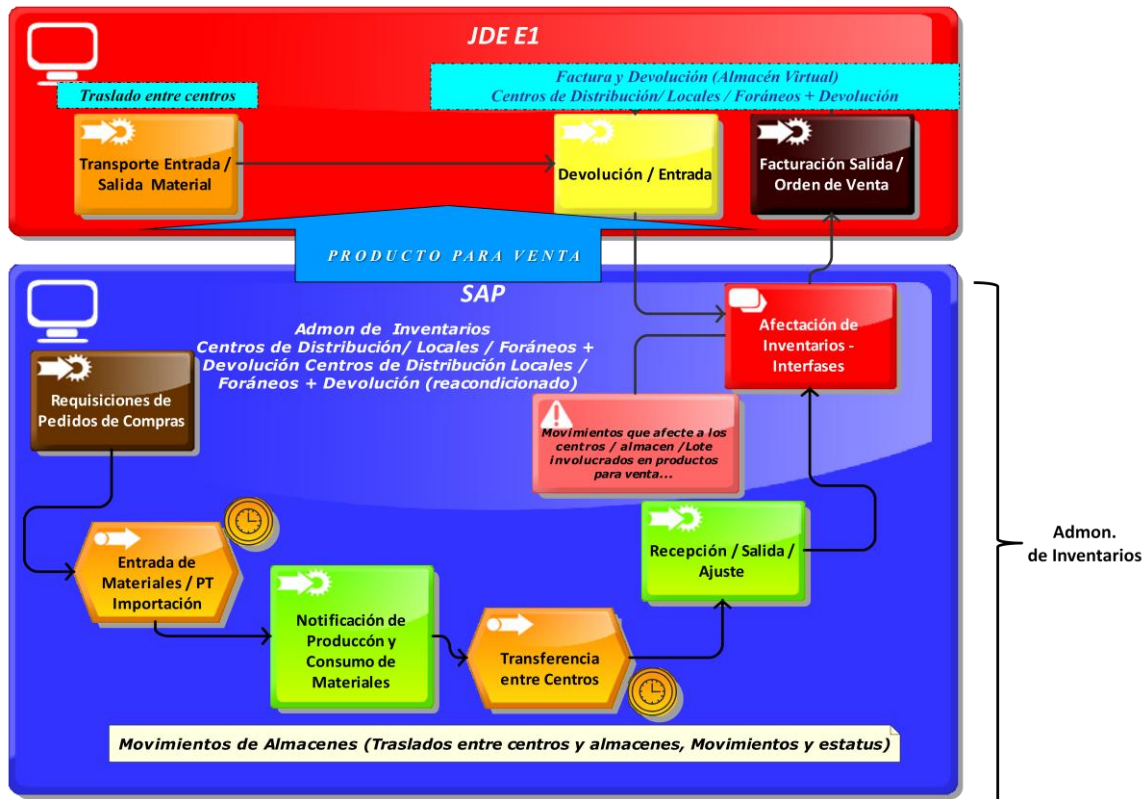 JDE E1
Traslado entre centros
Factura y Devolución (Almacén Virtual)
Centros de Distribución/ Locales / Foráneos + Devolución
Transporte Entrada /
Salida Material
Devolución / Entrada
Facturación Salida /
Orden de Venta
PRODUCTO PARA VENTA
SAP
Admon de Inventarios
Centros de Distribución/ Locales / Foráneos +
Devolución Centros de Distribución Locales /
Foráneos + Devolución (reacondicionado)
Afectación de
Inventarios -
Interfases
Requisiciones de
Pedidos de Compras
Movimientos que afecte a los
centros / almacen /Lote
involucrados en productos
para venta...
Entrada de
Materiales / PT
Importación
Recepción / Salida /
Ajuste
Admon.
de Inventarios
Notificación de
Produccón y
Consumo de
Materiales
Transferencia
entre Centros
Movimientos de Almacenes (Traslados entre centros y almacenes, Movimientos y estatus)